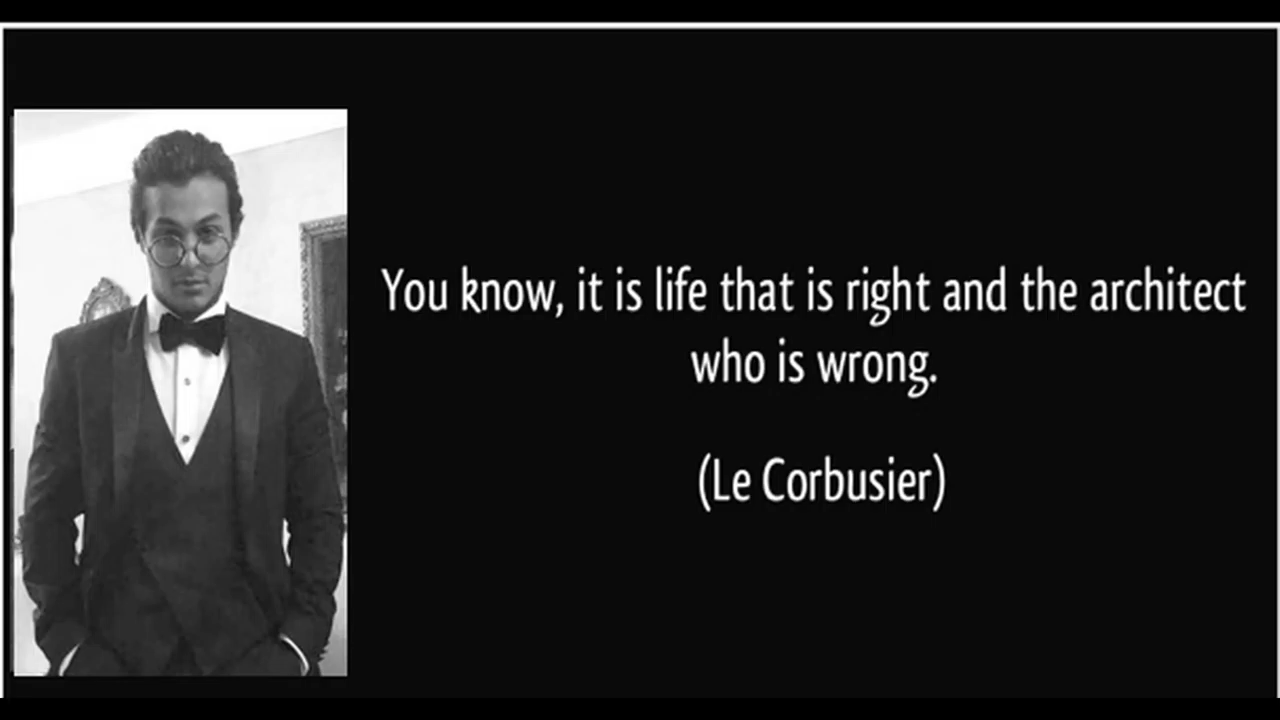 You know, it is life that is right and the architect
who is wrong.
(Le Corbusier)